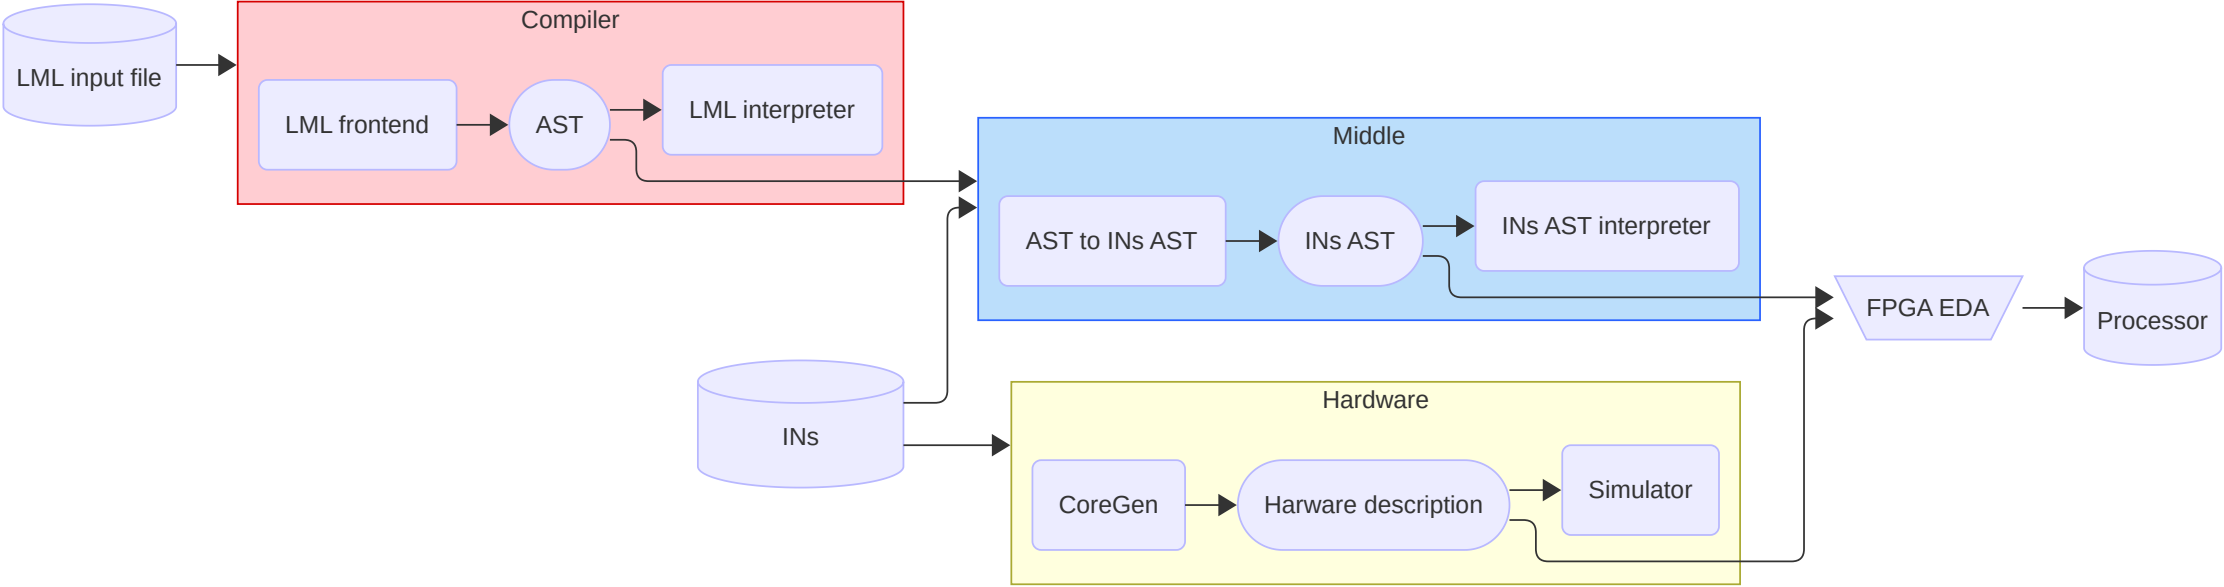 LML input file
Compiler
LML frontend
AST
LML interpreter
Middle
AST to INs AST
INs AST
INs AST interpreter
INs
Hardware
CoreGen
Harware description
Simulator
FPGA EDA
Processor